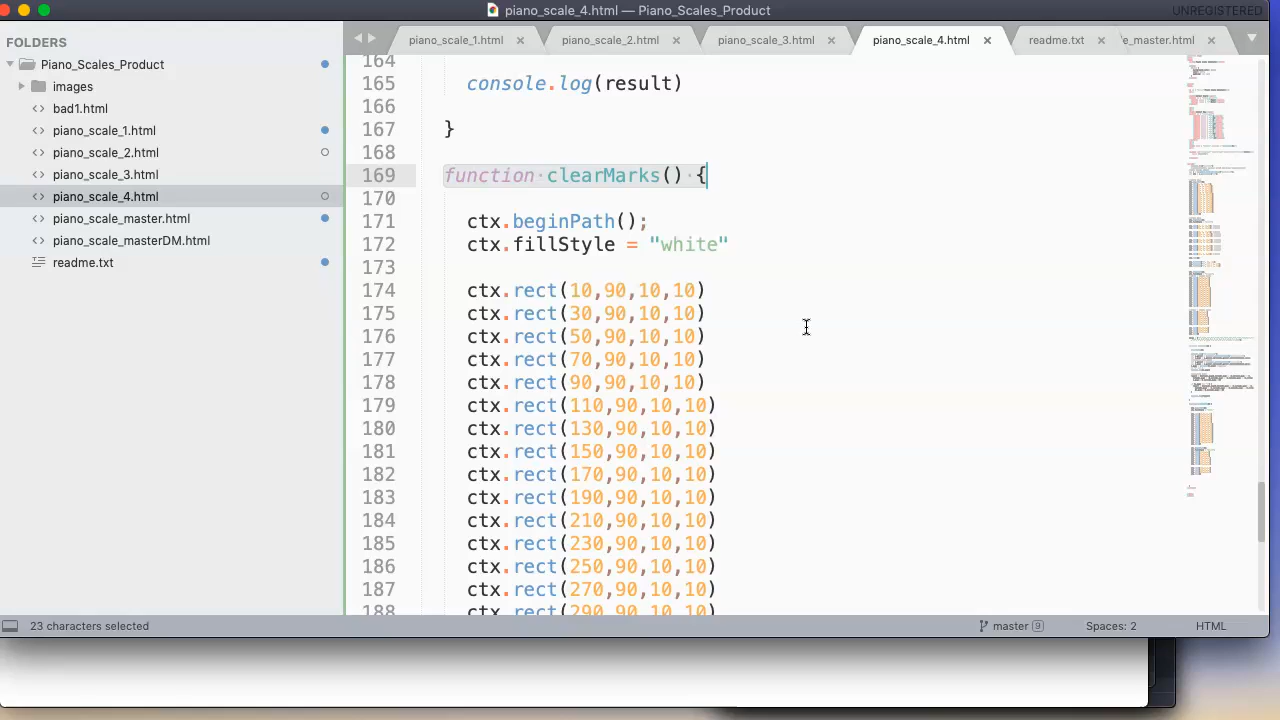 piano_scale_4.html — Piano_Scales_Product
UNREGISTERED
FOLDERS
piano_scale_1.html
piano_scale_2.html
piano_scale_3.html
piano_scale_4.html
readme.txt
e_master.html
Piano_Scales_Product
images
bad1.html
piano_scale_1.html
piano_scale_2.html
piano_scale_3.html
piano_scale_4.html
piano_scale_master.html
piano_scale_masterDM.html
readme.txt
164
165 console.log(result)
166
167 }
168
169 function clearMarks() {
170
171 ctx.beginPath();
172 ctx.fillStyle = "white"
173
174 ctx.rect(10,90,10,10)
175 ctx.rect(30,90,10,10)
176 ctx.rect(50,90,10,10)
177 ctx.rect(70,90,10,10)
178 ctx.rect(90,90,10,10)
179 ctx.rect(110,90,10,10)
180 ctx.rect(130,90,10,10)
181 ctx.rect(150,90,10,10)
182 ctx.rect(170,90,10,10)
183 ctx.rect(190,90,10,10)
184 ctx.rect(210,90,10,10)
185 ctx.rect(230,90,10,10)
186 ctx.rect(250,90,10,10)
187 ctx.rect(270,90,10,10)
188 ctx.rect(290,90,10,10)
23 characters selected
master 9
Spaces: 2
HTML